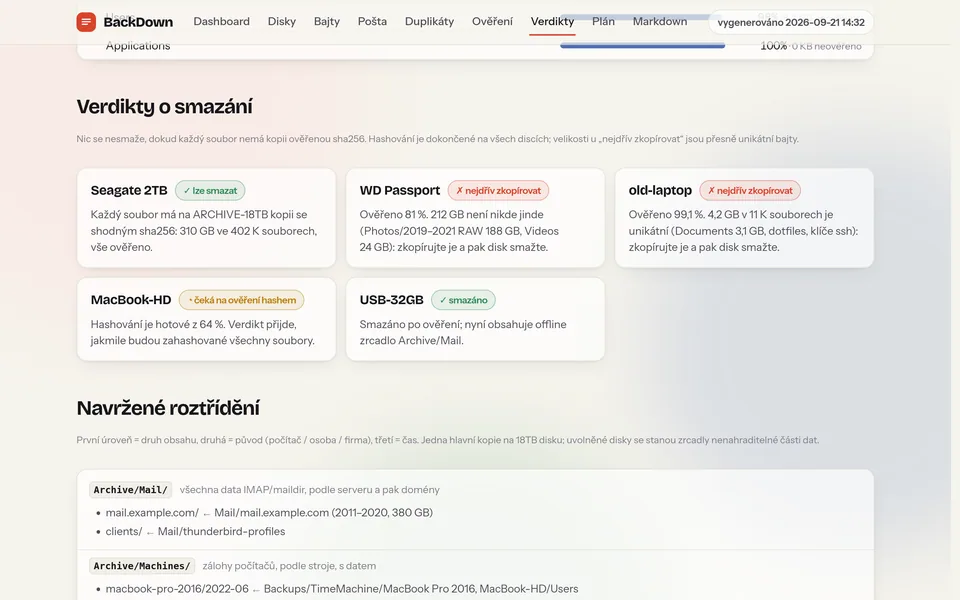 BackDown
Dashboard
Disky
Bajty
Pošta
Duplikáty
Ověření
Verdikty
Plán
Markdown
vygenerováno 2026-09-21 14:32
Applications
100% · 0 KB neověřeno
Verdikty o smazání
Nic se nesmaže, dokud každý soubor nemá kopii ověřenou sha256. Hashování je dokončené na všech discích; velikosti u „nejdřív zkopírovat“ jsou přesně unikátní bajty.
Seagate 2TB ✓ lze smazat
Každý soubor má na ARCHIVE-18TB kopii se
shodným sha256: 310 GB ve 402 K souborech,
vše ověřeno.
WD Passport ✗ nejdřív zkopírovat
Ověřeno 81 %. 212 GB není nikde jinde
(Photos/2019–2021 RAW 188 GB, Videos
24 GB): zkopírujte je a pak disk smažte.
old-laptop ✗ nejdřív zkopírovat
Ověřeno 99,1 %. 4,2 GB v 11 K souborech je
unikátní (Documents 3,1 GB, dotfiles, klíče ssh):
zkopírujte je a pak disk smažte.
MacBook-HD · čeká na ověření hashem
Hashování je hotové z 64 %. Verdikt přijde,
jakmile budou zahashované všechny soubory.
USB-32GB ✓ smazáno
Smazáno po ověření; nyní obsahuje offline
zrcadlo Archive/Mail.
Navržené roztřídění
První úroveň = druh obsahu, druhá = původ (počítač / osoba / firma), třetí = čas. Jedna hlavní kopie na 18TB disku; uvolněné disky se stanou zrcadly nenahraditelné části dat.
Archive/Mail/ všechna data IMAP/maildir, podle serveru a pak domény
• mail.example.com/ ← Mail/mail.example.com (2011–2020, 380 GB)
• clients/ ← Mail/thunderbird-profiles
Archive/Machines/ zálohy počítačů, podle stroje, s datem
• macbook-pro-2016/2022-06 ← Backups/TimeMachine/MacBook Pro 2016, MacBook-HD/Users